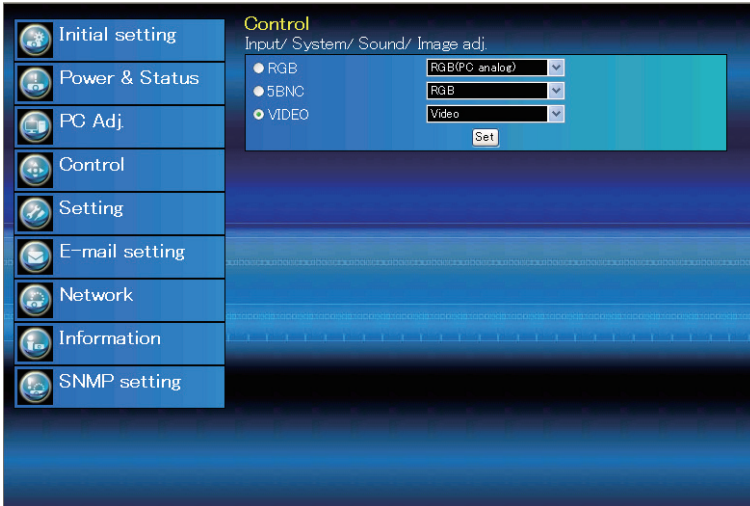 Initial setting
Power & Status
PC Adj.
Control
Setting
E-mail setting
Network
Information
SNMP setting
Control
Input/ System/ Sound/ Image adj.
RGB RGB(PC analog)
5BNC RGB
VIDEO Video
Set